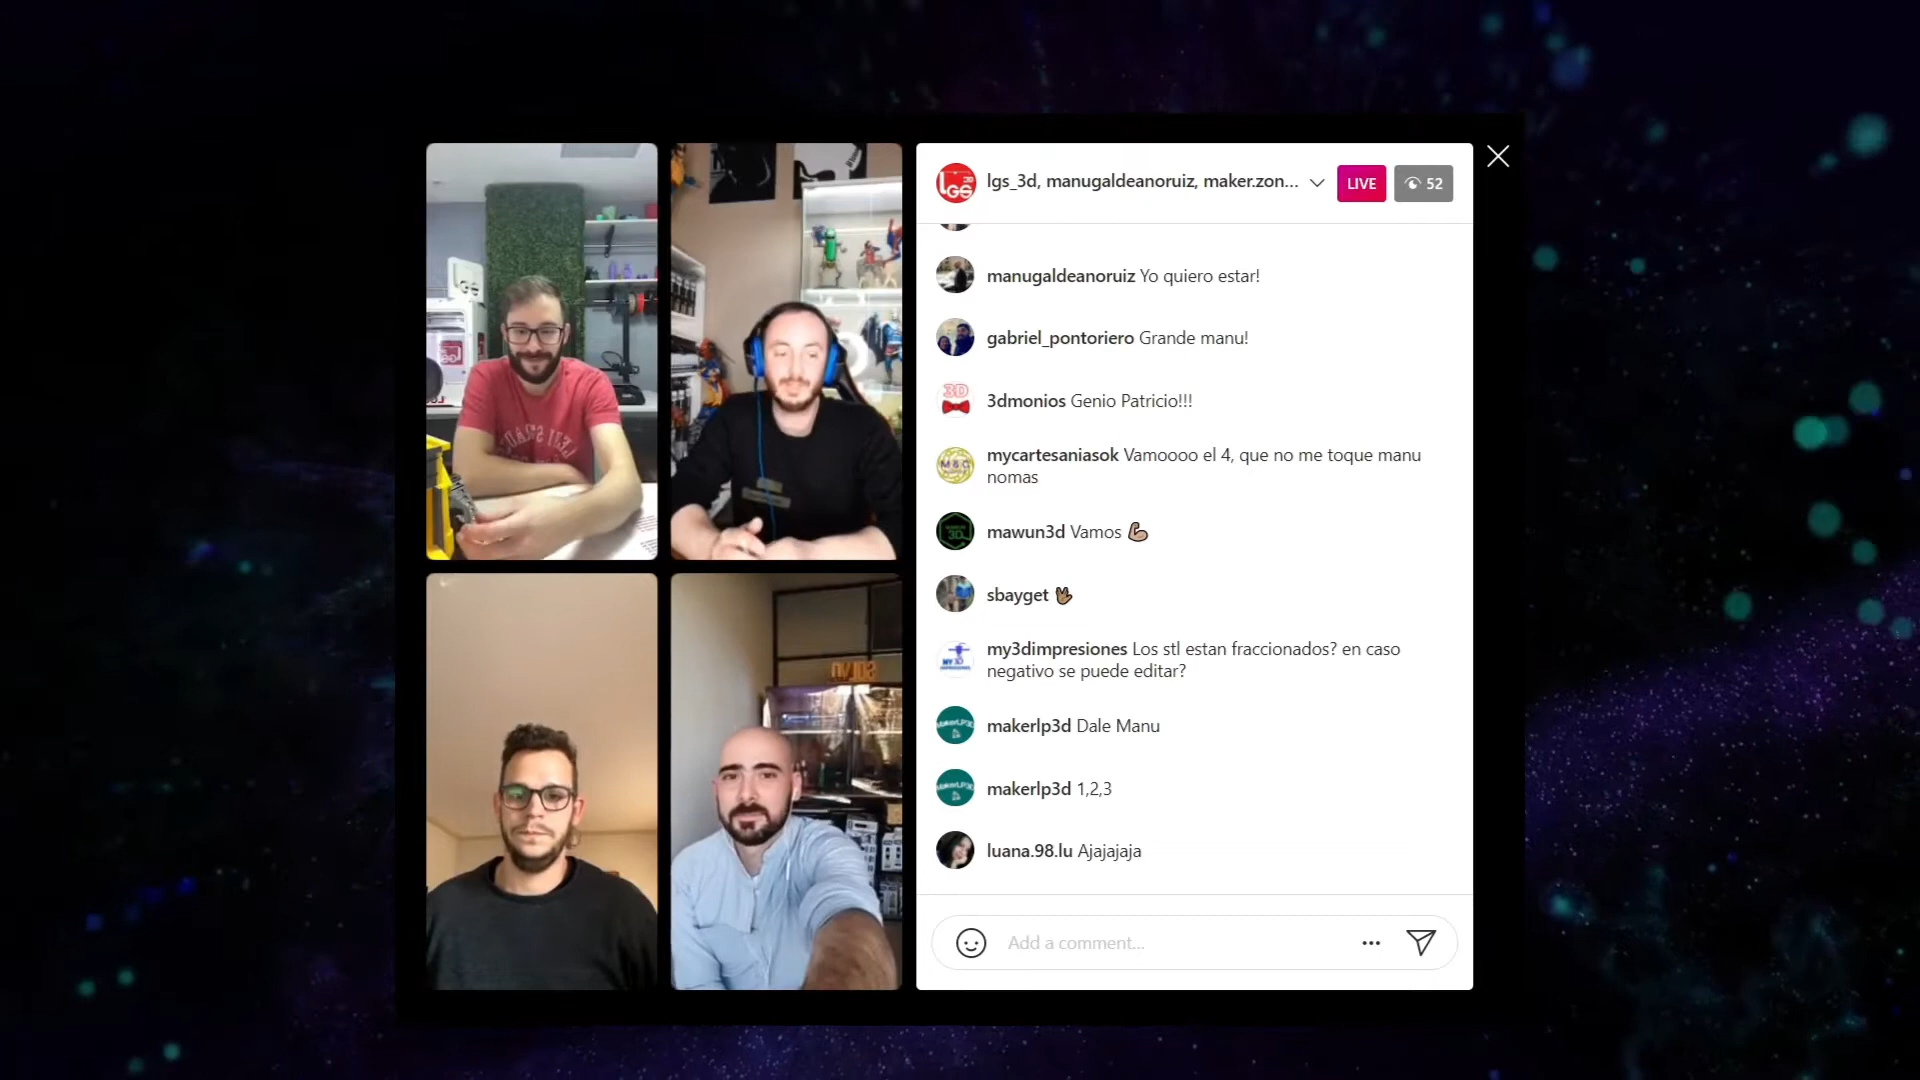 lgs_3d, manugaldeanoruiz, maker.zon...
LIVE
52
manugaldeanoruiz Yo quiero estar!
gabriel_pontoriero Grande manu!
3dmonios Genio Patricio!!!
mycartesaniasok Vamoooo el 4, que no me toque manu
nomas
mawun3d Vamos 💪🏽
sbayget 🖖🏽
my3dimpresiones Los stl estan fraccionados? en caso
negativo se puede editar?
makerlp3d Dale Manu
makerlp3d 1,2,3
luana.98.lu Ajajajaja
Add a comment...